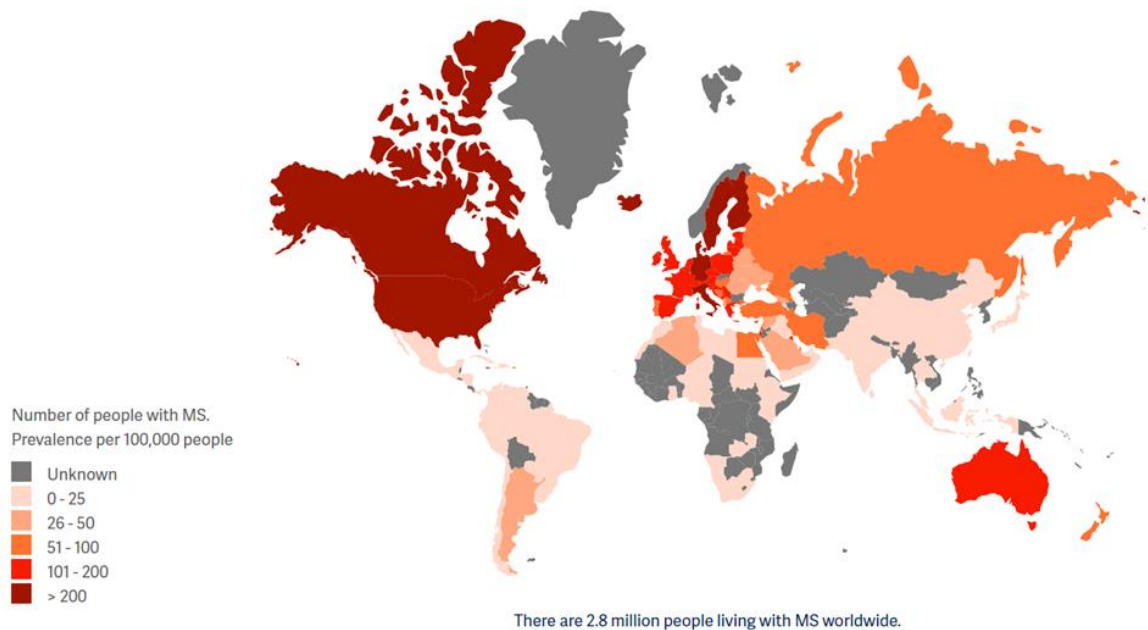 Number of people with MS.
Prevalence per 100,000 people
Unknown
0 - 25
26 - 50
51 - 100
101 - 200
> 200
There are 2.8 million people living with MS worldwide.